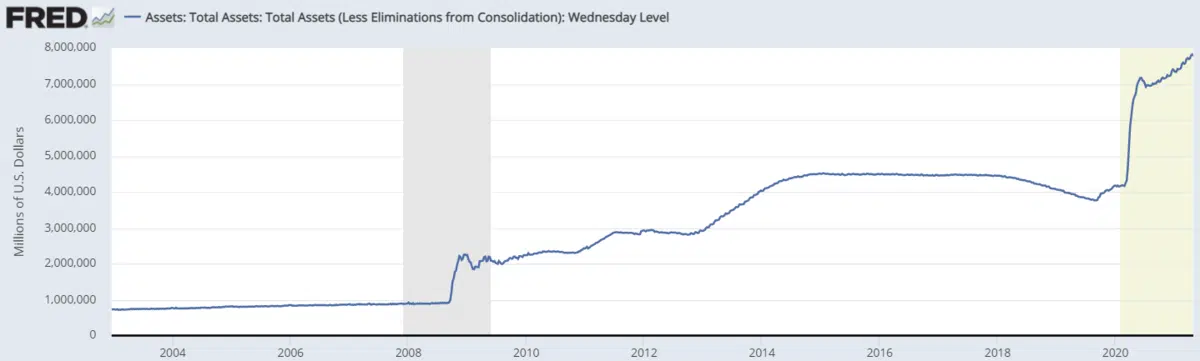 FRED
Assets: Total Assets: Total Assets (Less Eliminations from Consolidation): Wednesday Level
Millions of U.S. Dollars
8,000,000
7,000,000
6,000,000
5,000,000
4,000,000
3,000,000
2,000,000
1,000,000
0
2004 2006 2008 2010 2012 2014 2016 2018 2020